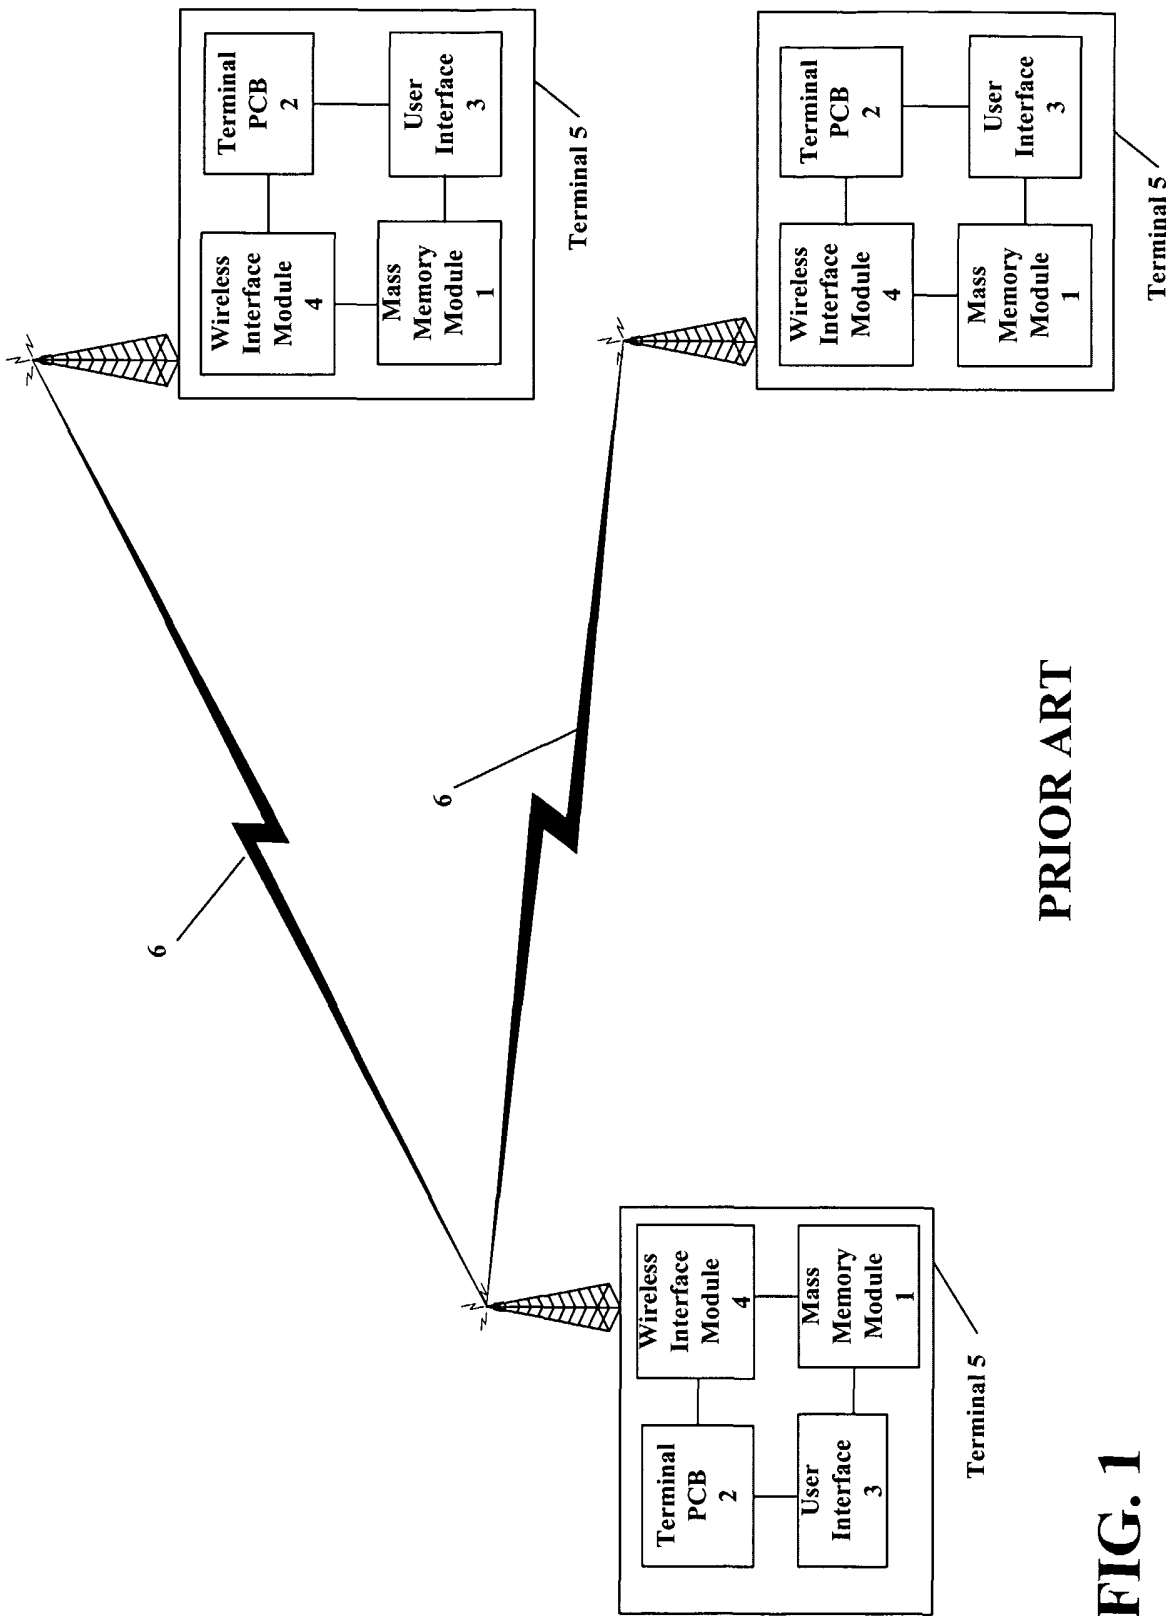 6
6
Wireless
Interface
Module
4
Terminal
PCB
2
Mass
Memory
Module
1
User
Interface
3
Terminal 5
Wireless
Interface
Module
4
Terminal
PCB
2
Mass
Memory
Module
1
User
Interface
3
Terminal 5
Terminal
PCB
2
Wireless
Interface
Module
4
User
Interface
3
Mass
Memory
Module
1
Terminal 5
PRIOR ART
FIG. 1